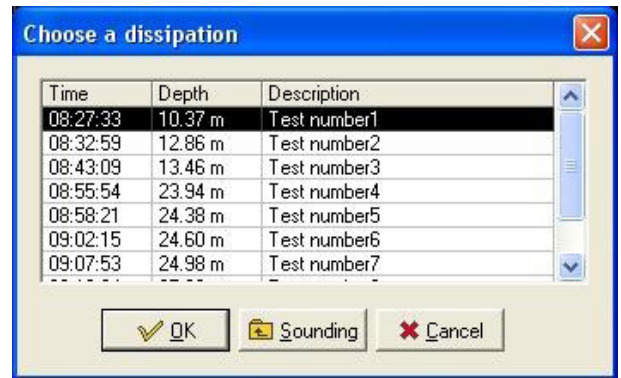 Choose a dissipation
Time Depth Description
08:27:33 10.37 m Test number1
08:32:59 12.86 m Test number2
08:43:09 13.46 m Test number3
08:55:54 23.94 m Test number4
08:58:21 24.38 m Test number5
09:02:15 24.60 m Test number6
09:07:53 24.98 m Test number7
OK Sounding Cancel